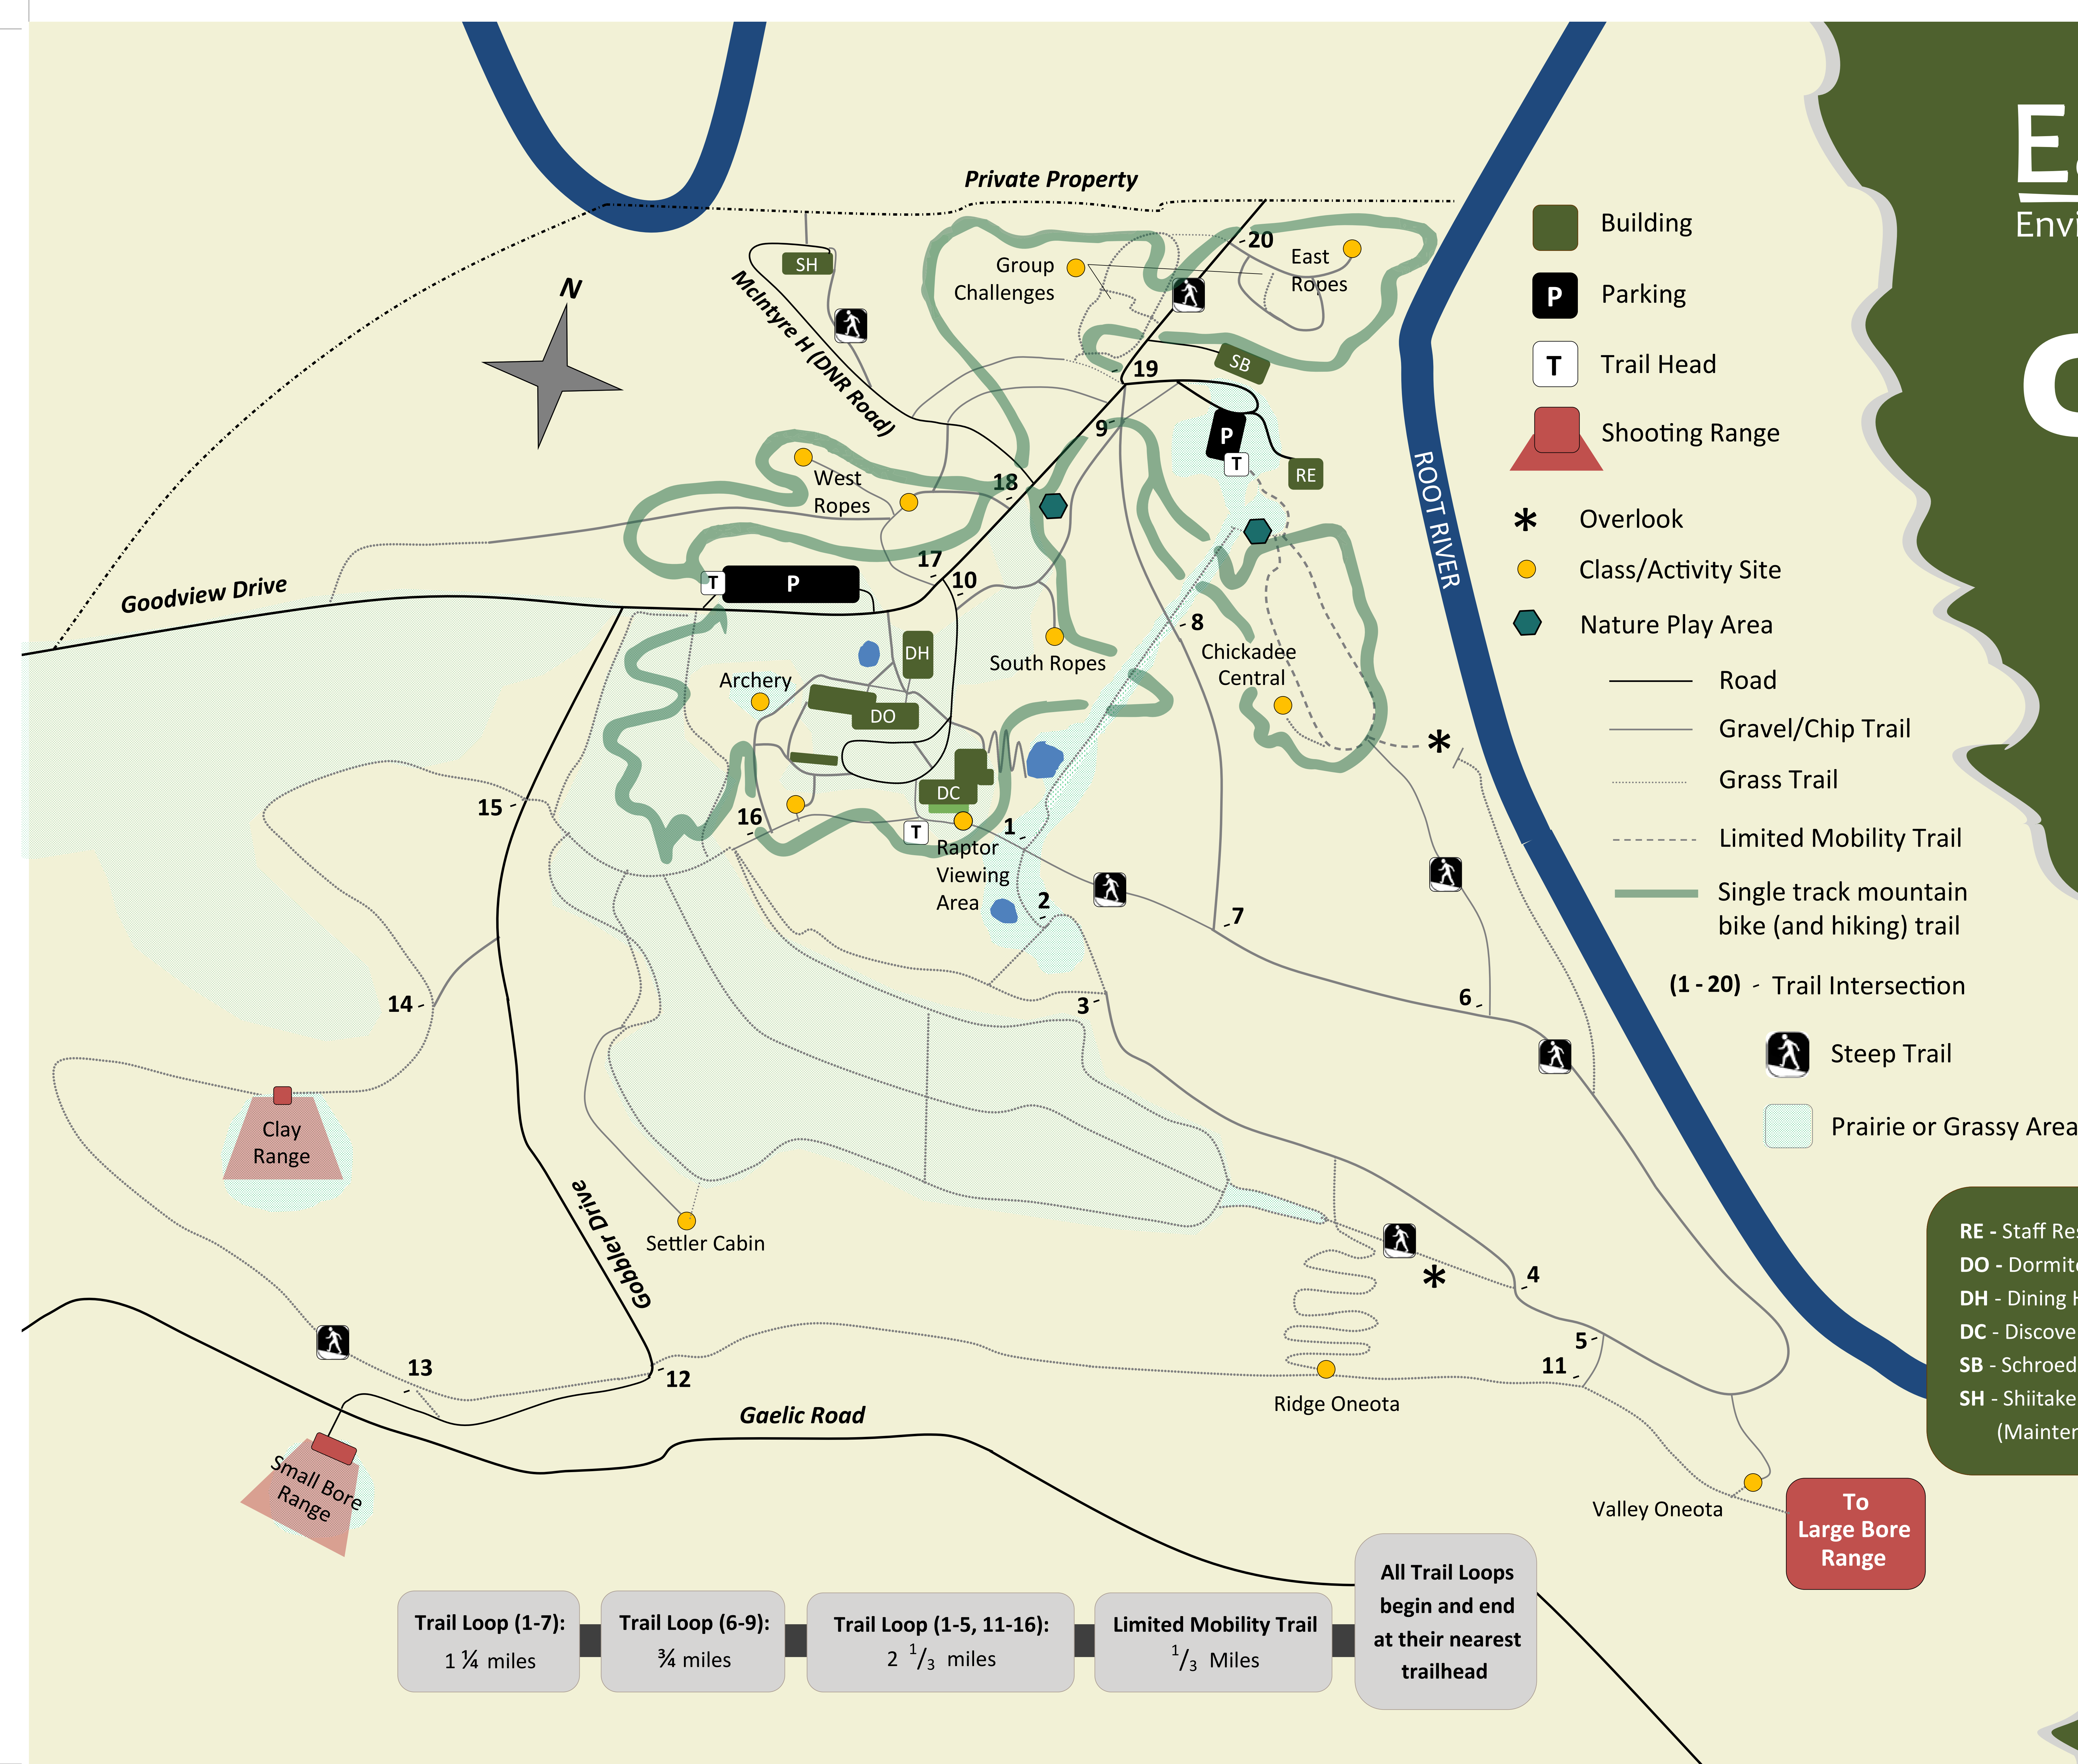 Private Property
N
McIntyre H (DNR Road)
SH
Group
Challenges
20
East
Ropes
19
SB
9
P
T
RE
18
West
Ropes
17
10
T
P
Goodview Drive
DH
South Ropes
8
Chickadee
Central
Archery
DO
DC
T
Raptor
Viewing
Area
16
15
1
2
7
3
6
14
Clay
Range
Settler Cabin
Gobbler Drive
4
5
11
12
13
Ridge Oneota
Gaelic Road
Small Bore
Range
Valley Oneota
To
Large Bore
Range
ROOT RIVER
*
*
E
Envi
Building
P
Parking
T
Trail Head
Shooting Range
*
Overlook
Class/Activity Site
Nature Play Area
Road
Gravel/Chip Trail
Grass Trail
Limited Mobility Trail
Single track mountain
bike (and hiking) trail
(1 - 20) - Trail Intersection
Steep Trail
Prairie or Grassy Area
RE - Staff Res
DO - Dormito
DH - Dining H
DC - Discove
SB - Schroed
SH - Shiitake
(Mainten
Trail Loop (1-7):
1 ¼ miles
Trail Loop (6-9):
¾ miles
Trail Loop (1-5, 11-16):
2 1/3 miles
Limited Mobility Trail
1/3 Miles
All Trail Loops
begin and end
at their nearest
trailhead